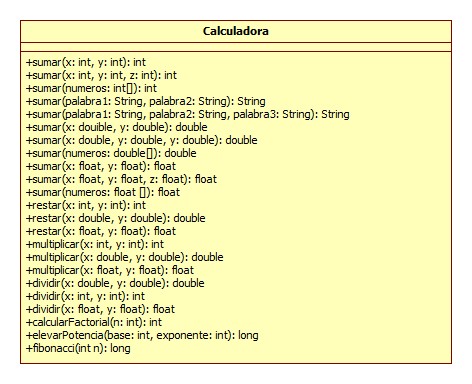 Calculadora
+sumar(x: int, y: int): int
+sumar(x: int, y: int, z: int): int
+sumar(numeros: int[]): int
+sumar(palabra1: String, palabra2: String): String
+sumar(palabra1: String, palabra2: String, palabra3: String): String
+sumar(x: douible, y: double): double
+sumar(x: double, y: double, y: double): double
+sumar(numeros: double[]): double
+sumar(x: float, y: float): float
+sumar(x: float, y: float, z: float): float
+sumar(numeros: float []): float
+restar(x: int, y: int): int
+restar(x: double, y: double): double
+restar(x: float, y: float): float
+multiplicar(x: int, y: int): int
+multiplicar(x: double, y: double): double
+multiplicar(x: float, y: float): float
+dividir(x: double, y: double): double
+dividir(x: int, y: int): int
+dividir(x: float, y: float): float
+calcularFactorial(n: int): int
+elevarPotencia(base: int, exponente: int): long
+fibonacci(int n): long